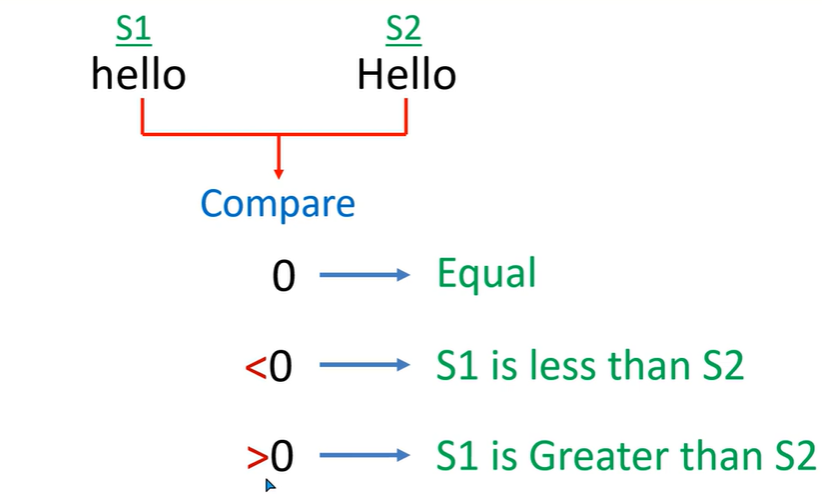 S1 S2
hello Hello
Compare
0 Equal
<0 S1 is less than S2
>0 S1 is Greater than S2